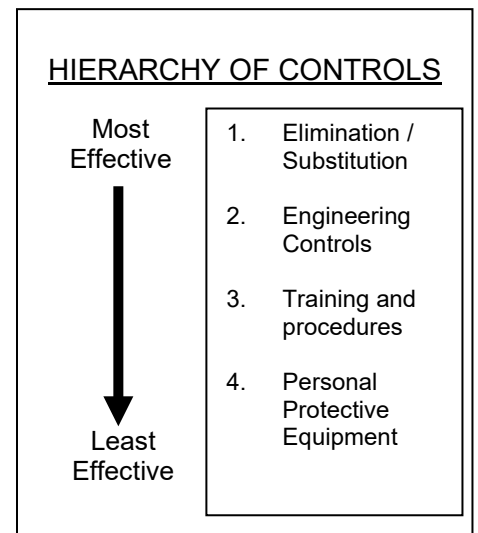 HIERARCHY OF CONTROLS
Most
Effective
1. Elimination /
Substitution
2. Engineering
Controls
3. Training and
procedures
4. Personal
Protective
Equipment
Least
Effective